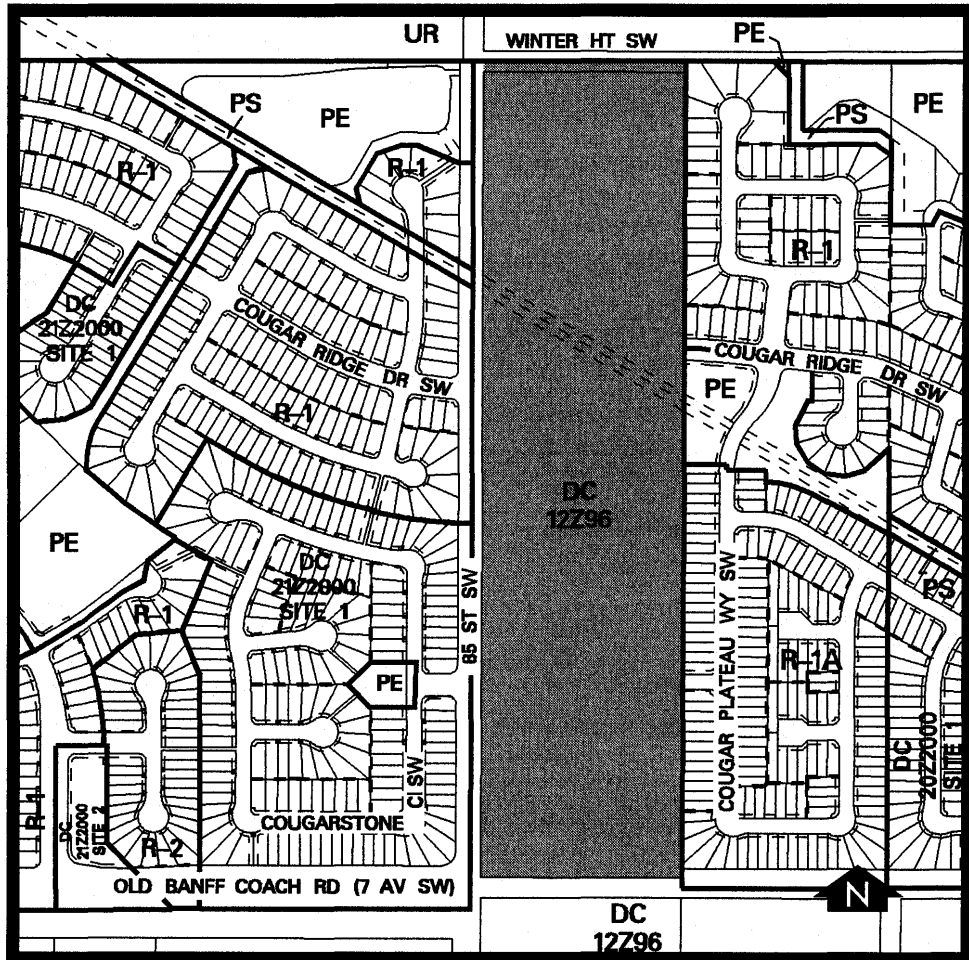 UR
WINTER HT SW
PE
PS
PE
PS
PE
R-1
R-1
R-1
DC
21Z2000
SITE 1
COUGAR RIDGE DR SW
COUGAR RIDGE DR SW
PE
R-1
DC
12Z96
PE
DC
21Z2000
SITE 1
85 ST SW
COUGAR PLATEAU WY SW
PS
R-1
R-1A
PE
DC
20Z2000
SITE 1
R-1
DC
21Z2000
SITE 2
R-2
CI SW
COUGARSTONE
OLD BANFF COACH RD (7 AV SW)
N
DC
12Z96